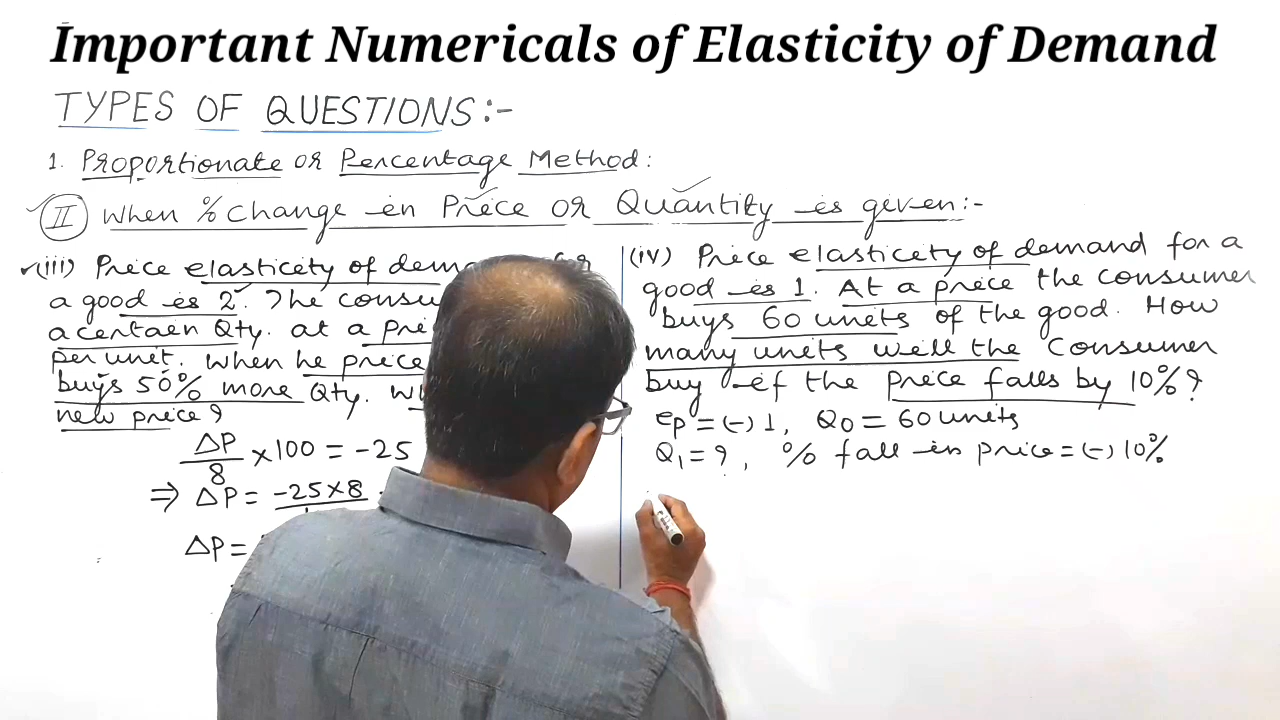 Important Numericals of Elasticity of Demand
TYPES OF QUESTIONS:-
1. Proportionate or Percentage Method:
II When % change in Price or Quantity is given:-
(iii) Price elasticity of
a good is 2. The
a certain Qty. at a
per unit. When he price
buys 50% more Qty.
new price?
ΔP/8 × 100 = -25
⇒ ΔP = -25×8
ΔP =
(iv) Price elasticity of demand for a
good is 1. At a price the consumer
buys 60 units of the good. How
many units will the consumer
buy if the price falls by 10%?
ep = (-) 1, Q0 = 60 units
Q1 = ?, % fall in price = (-) 10%